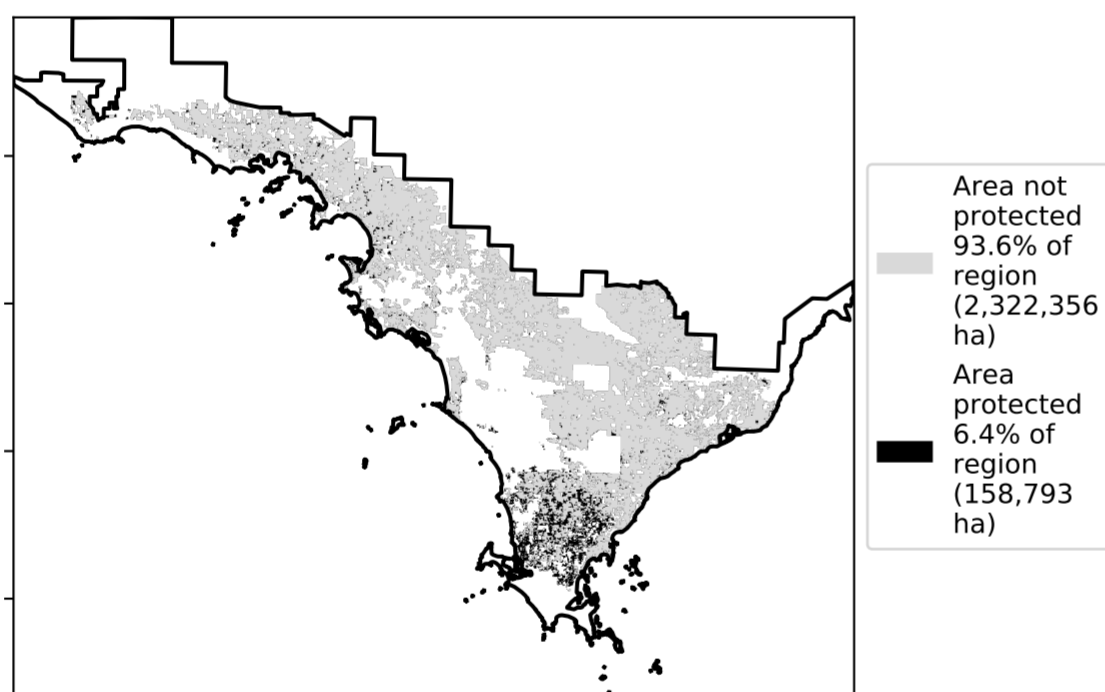 Area not
protected
93.6% of
region
(2,322,356
ha)
Area
protected
6.4% of
region
(158,793
ha)